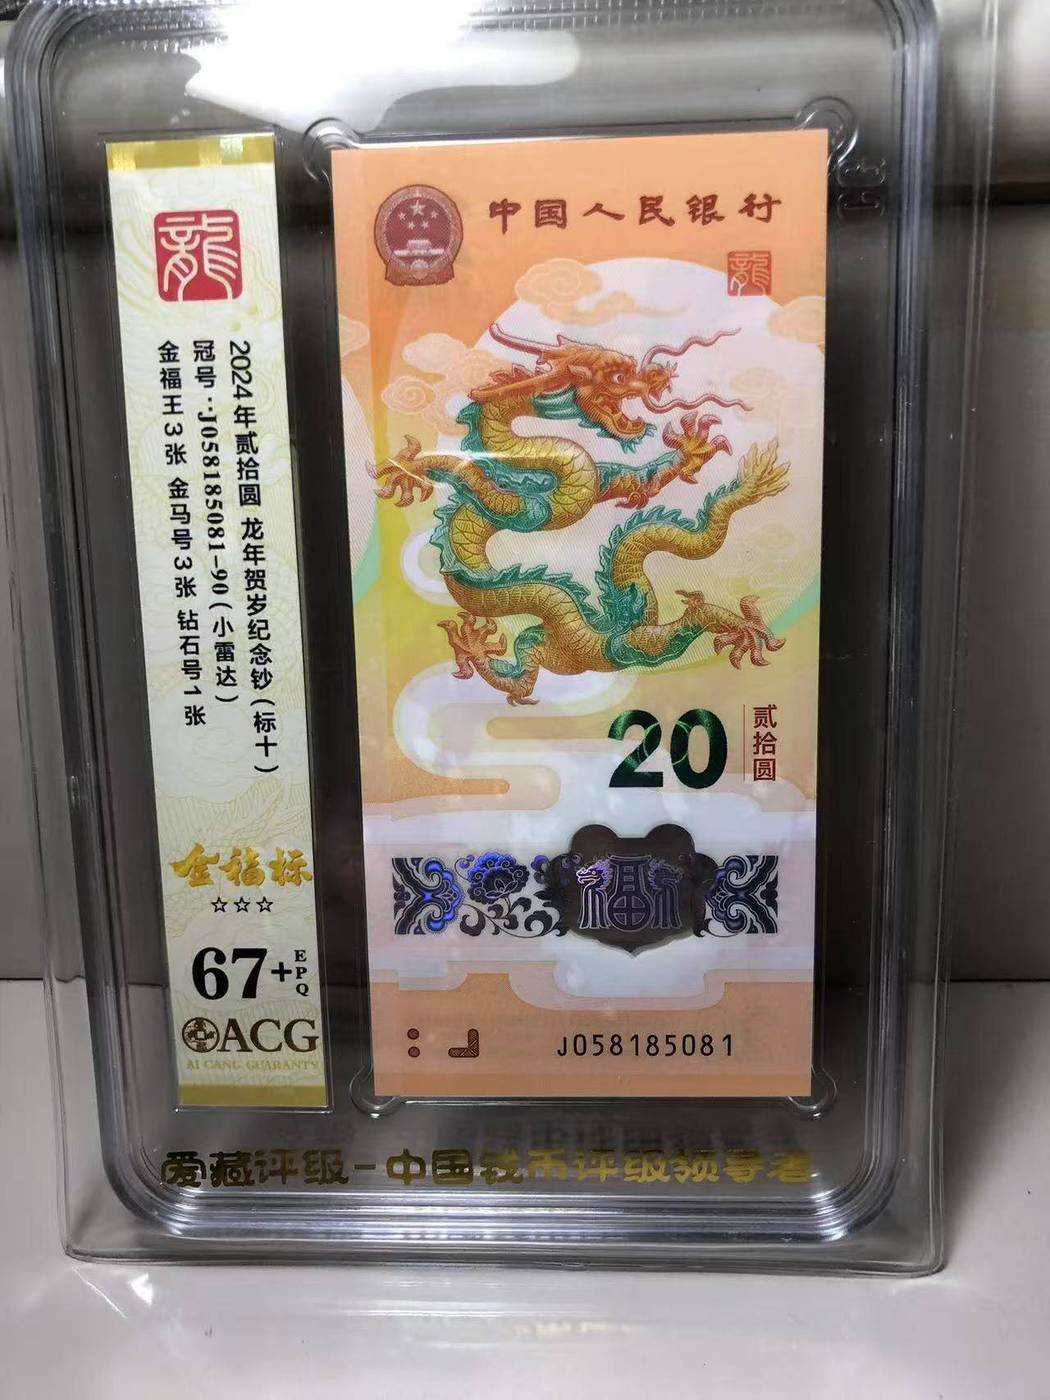 龍
2024年贰拾圆 龙年贺岁纪念钞(标十)
冠号:J058185081-90(小雷达)
金福王3张 金马号3张 钻石号1张
金福标
☆☆☆
67+EPQ
ACG
AI CANG GUARANTY
中国人民银行
龍
20
贰拾圆
福
J058185081
爱藏评级-中国钱币评级领导者